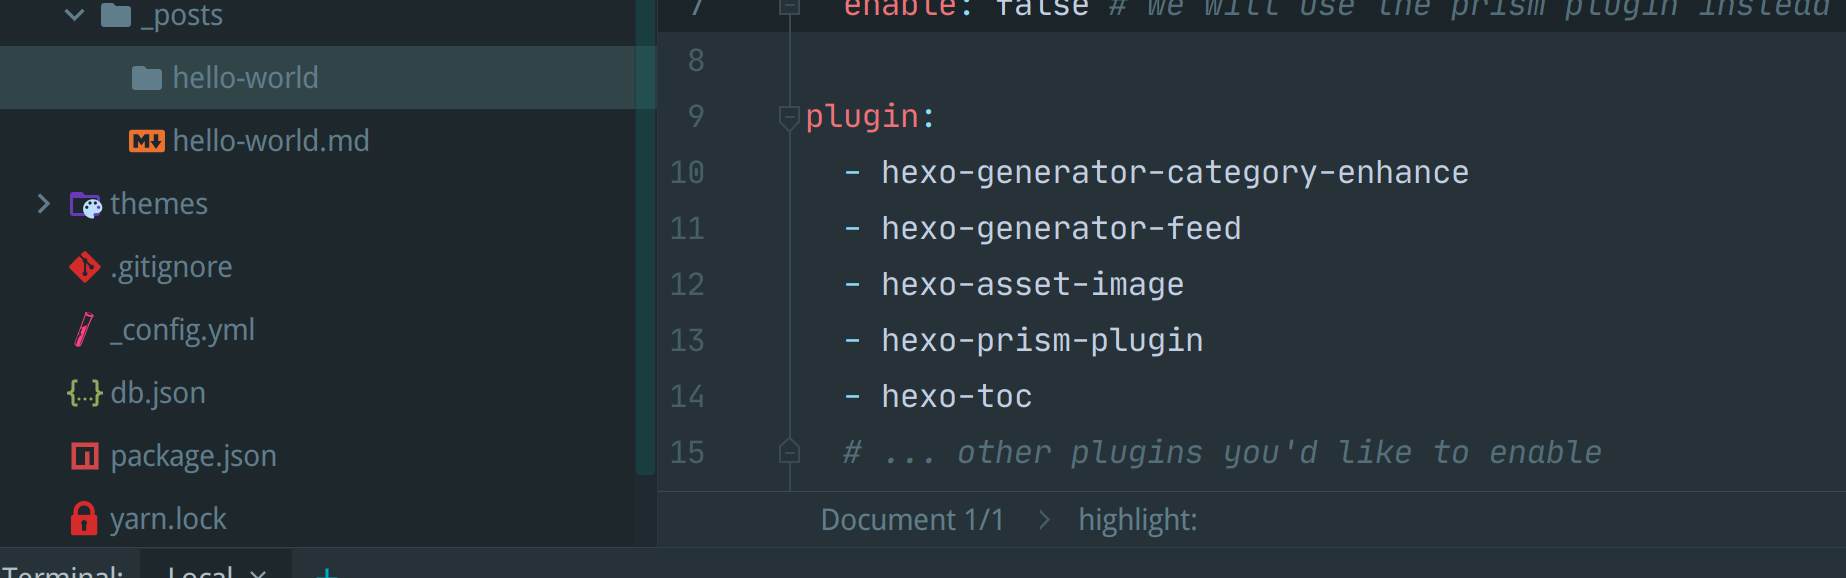 _posts
hello-world
hello-world.md
themes
.gitignore
_config.yml
db.json
package.json
yarn.lock
7 enable: false # We will use the prism plugin instead
8
9 plugin:
10 - hexo-generator-category-enhance
11 - hexo-generator-feed
12 - hexo-asset-image
13 - hexo-prism-plugin
14 - hexo-toc
15 # ... other plugins you'd like to enable
Document 1/1 > highlight:
Terminal: Local × +